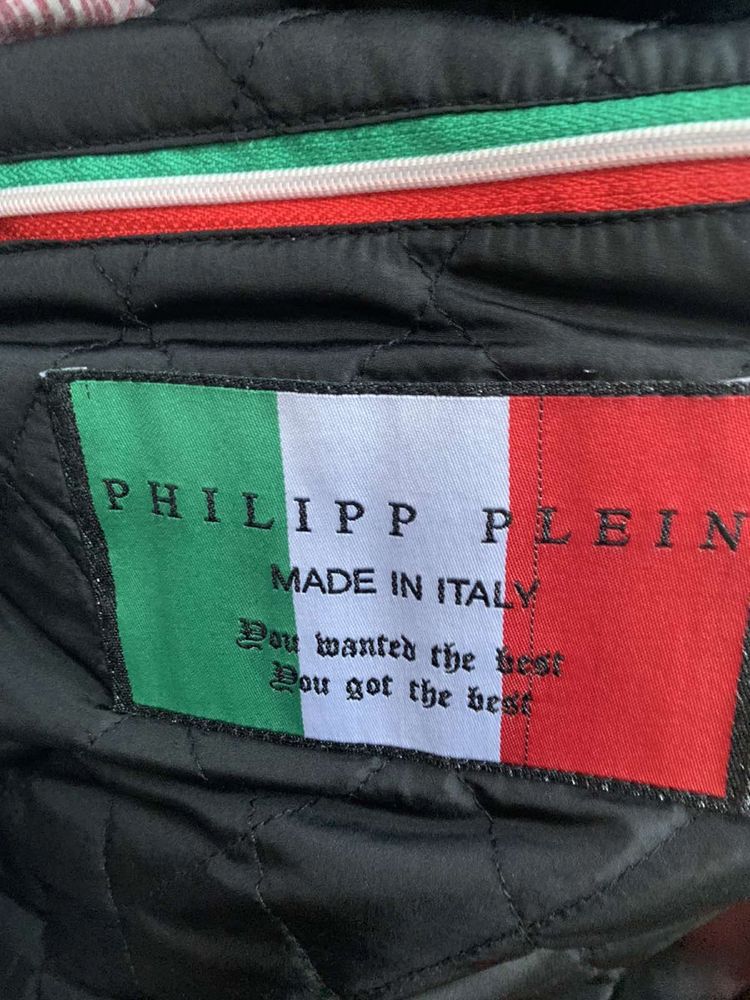 PHILIPP PLEIN
MADE IN ITALY
You wanted the best
You got the best